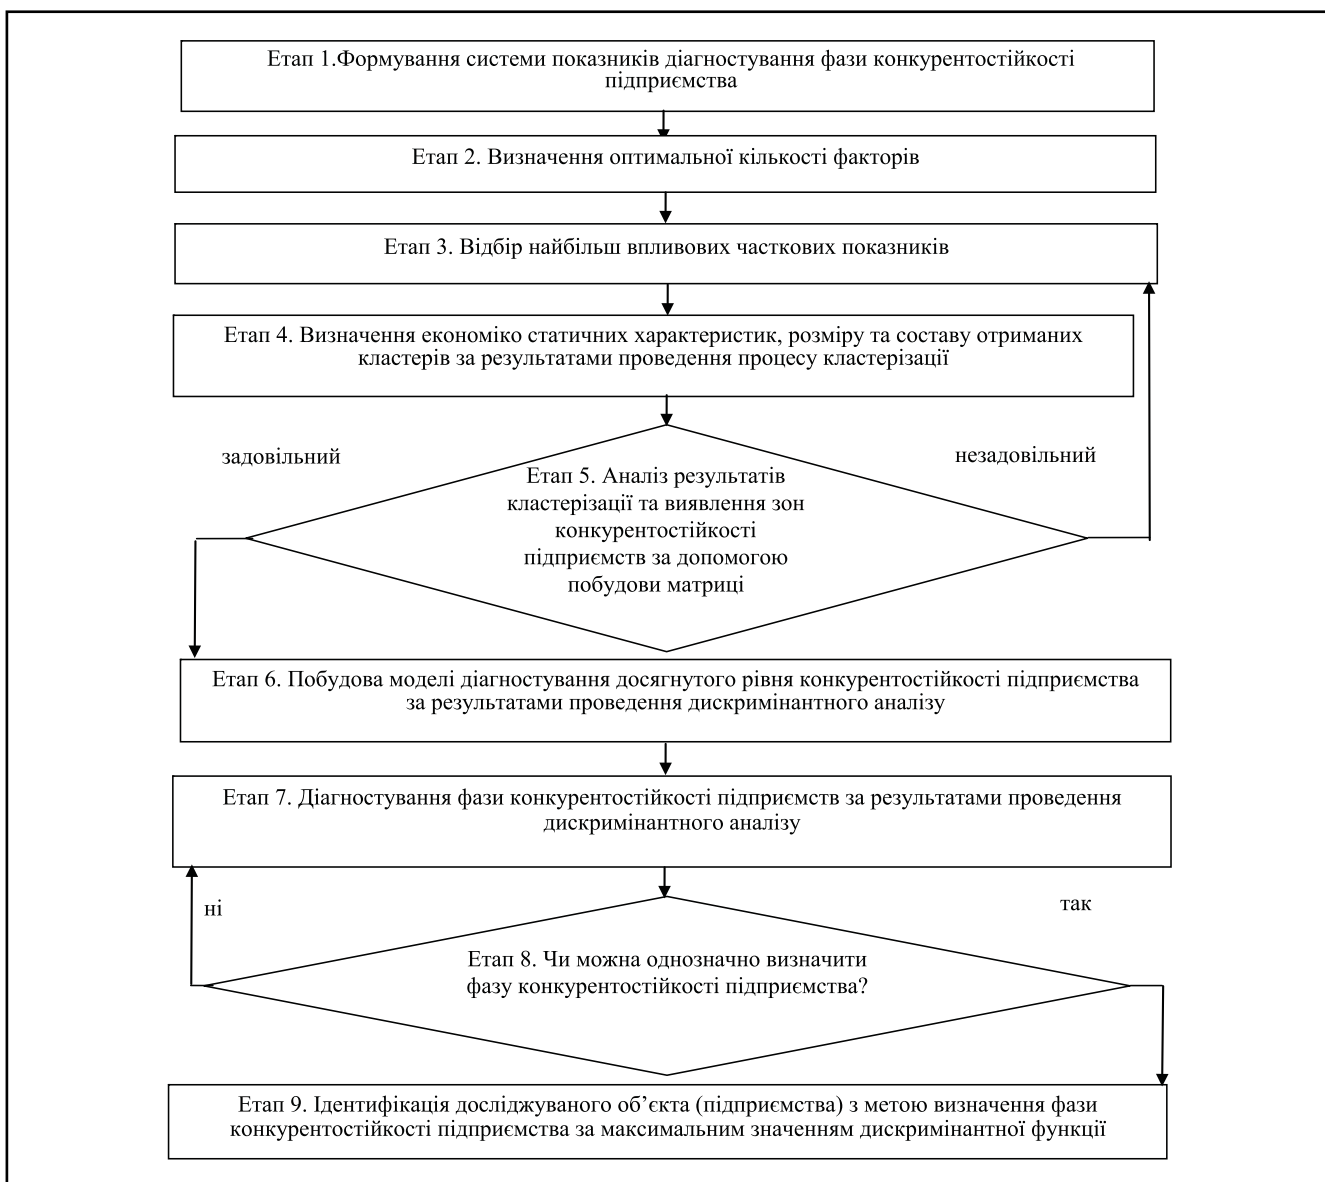 Етап 1.Формування системи показників діагностування фази конкурентостійкості
підприємства
Етап 2. Визначення оптимальної кількості факторів
Етап 3. Відбір найбільш впливових часткових показників
Етап 4. Визначення економіко статичних характеристик, розміру та составу отриманих
кластерів за результатами проведення процесу кластерізації
задовільний
незадовільний
Етап 5. Аналіз результатів
кластерізації та виявлення зон
конкурентостійкості
підприємств за допомогою
побудови матриці
Етап 6. Побудова моделі діагностування досягнутого рівня конкурентостійкості підприємства
за результатами проведення дискримінантного аналізу
Етап 7. Діагностування фази конкурентостійкості підприємств за результатами проведення
дискримінантного аналізу
ні
так
Етап 8. Чи можна однозначно визначити
фазу конкурентостійкості підприємства?
Етап 9. Ідентифікація досліджуваного об’єкта (підприємства) з метою визначення фази
конкурентостійкості підприємства за максимальним значенням дискримінантної функції